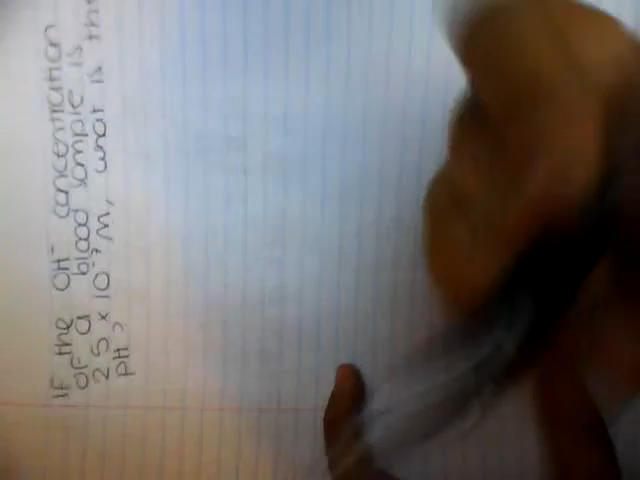 If the OH⁻ concentration
of a blood sample is
2.5 × 10⁻⁷ M, what is the
pH?